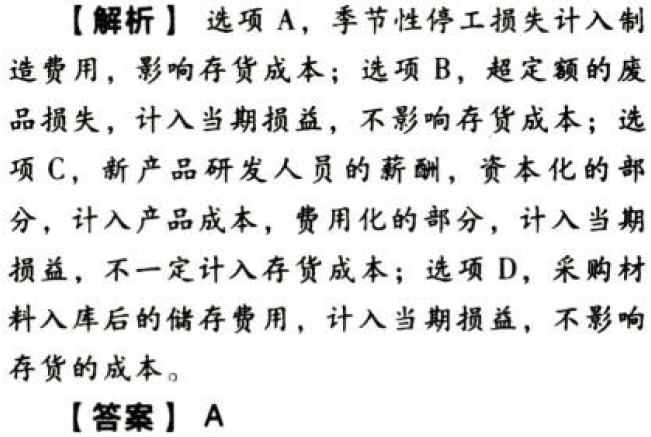 【解析】 选项 A，季节性停工损失计入制
造费用，影响存货成本；选项 B，超定额的废
品损失，计入当期损益，不影响存货成本；选
项 C，新产品研发人员的薪酬，资本化的部
分，计入产品成本，费用化的部分，计入当期
损益，不一定计入存货成本；选项 D，采购材
料入库后的储存费用，计入当期损益，不影响
存货的成本。
【答案】 A